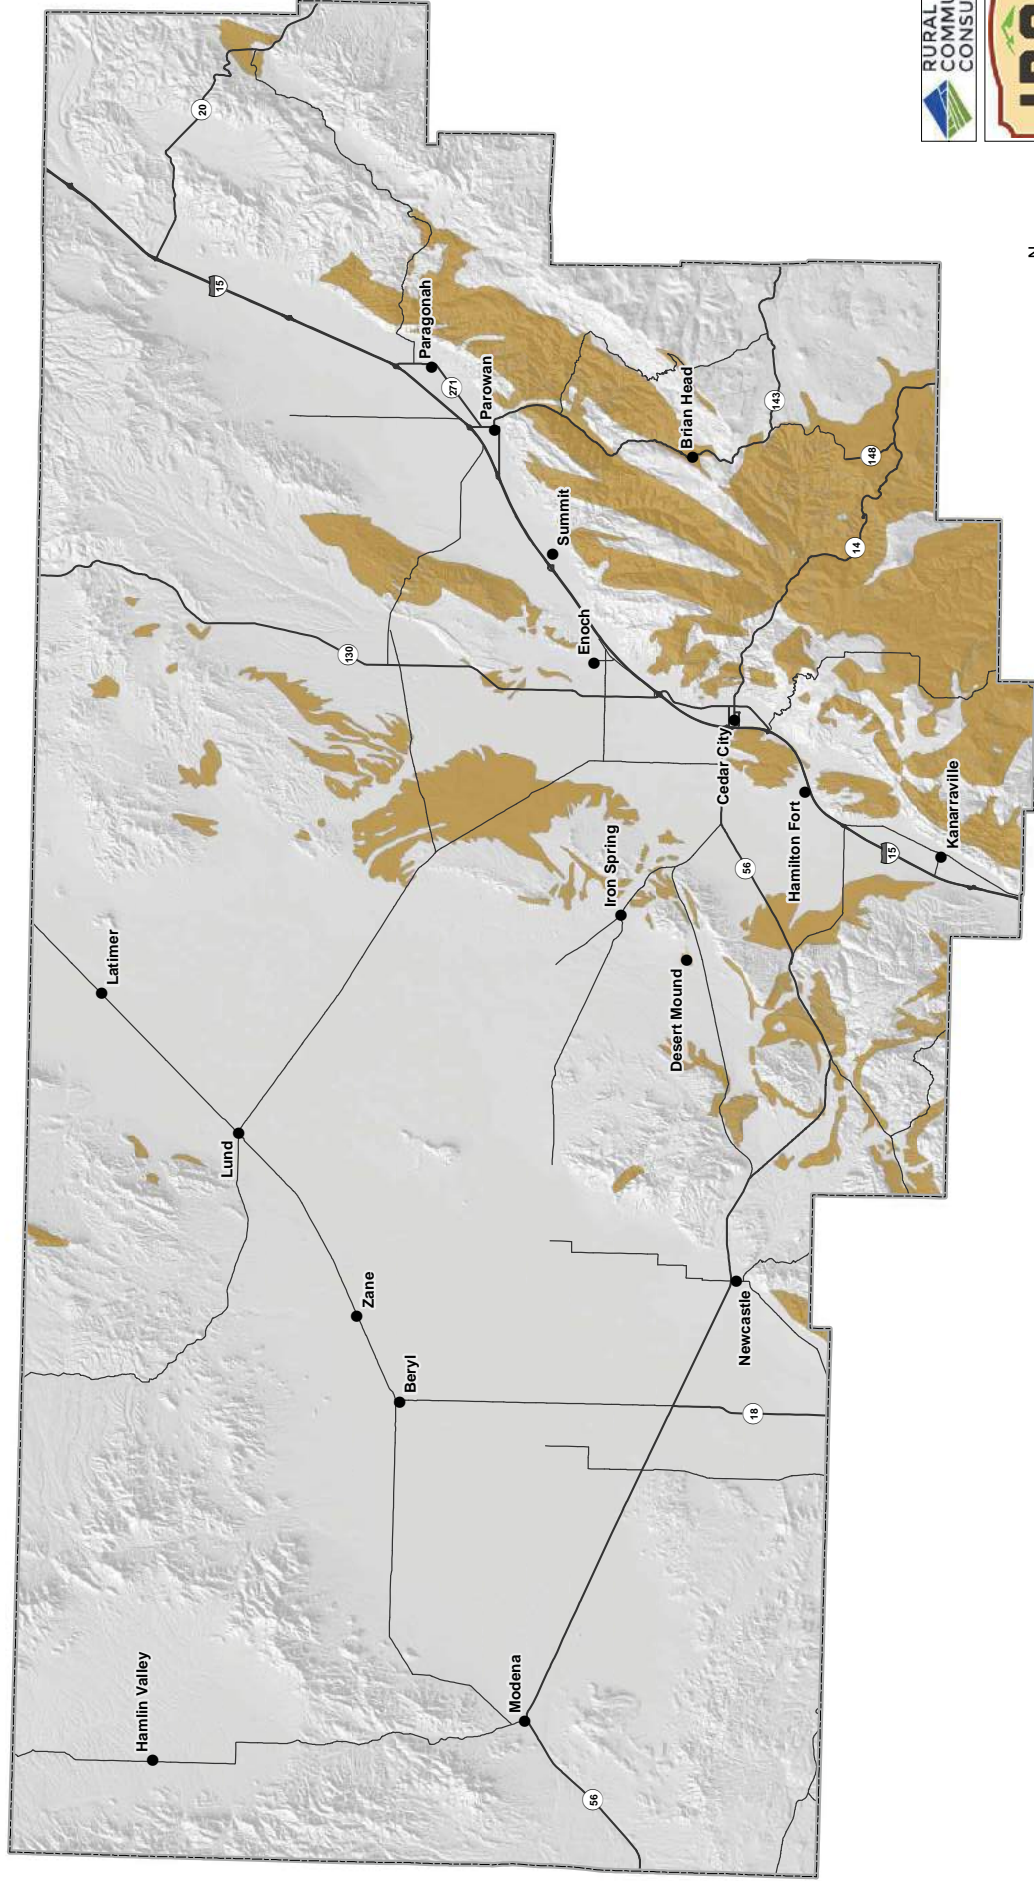 Latimer
Hamlin Valley
20
15
Lund
130
Zane
Beryl
Paragonah
271
Parowan
Modena
Summit
Enoch
56
Iron Spring
Desert Mound
Brian Head
Cedar City
Newcastle
56
18
143
Hamilton Fort
14
148
15
Kanarraville
RURAL
COMMU
CONSU
N